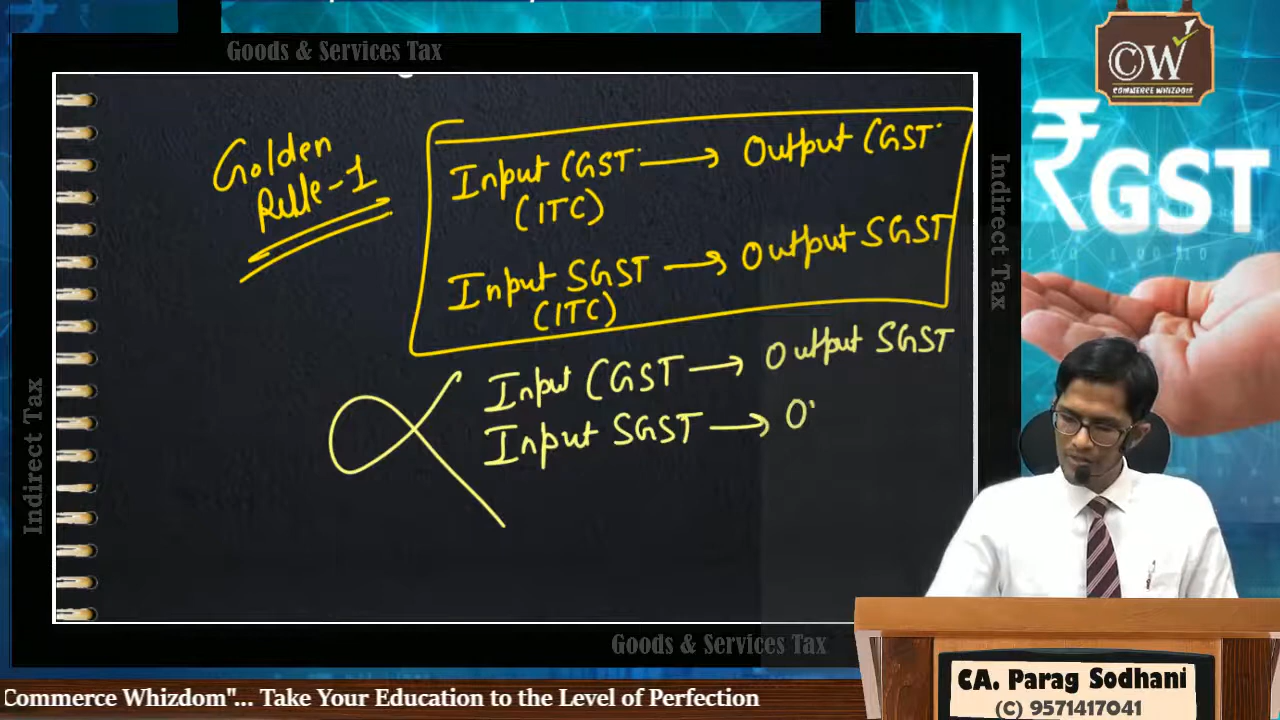 Goods & Services Tax
©W
COMMERCE WHIZDOM
Golden
Rule-1
Input CGST → Output CGST
(ITC)
Input SGST → Output SGST
(ITC)
Input CGST → Output SGST
Input SGST → O
Indirect Tax
Indirect Tax
₹GST
Goods & Services Tax
CA. Parag Sodhani
(C) 9571417041
Commerce Whizdom"... Take Your Education to the Level of Perfection